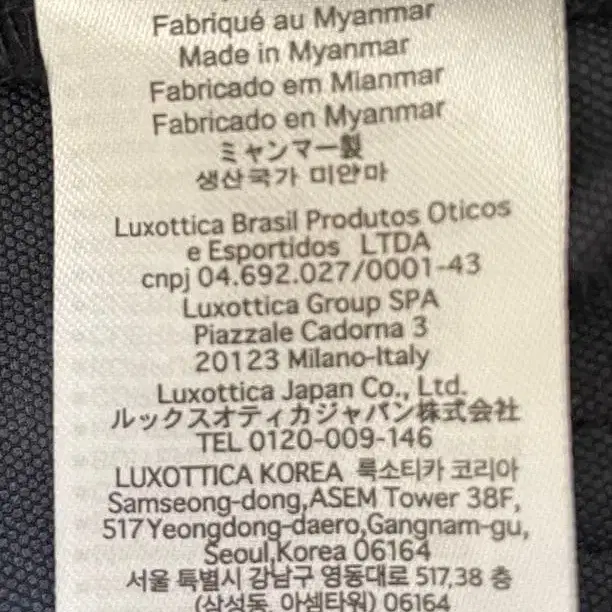 Fabriqué au Myanmar
Made in Myanmar
Fabricado em Mianmar
Fabricado en Myanmar
ミャンマー製
생산국가 미얀마
Luxottica Brasil Produtos Oticos
e Esportidos LTDA
cnpj 04.692.027/0001-43
Luxottica Group SPA
Piazzale Cadorna 3
20123 Milano-Italy
Luxottica Japan Co., Ltd.
ルックスオティカジャパン株式会社
TEL 0120-009-146
LUXOTTICA KOREA 룩소티카 코리아
Samseong-dong,ASEM Tower 38F,
517Yeongdong-daero,Gangnam-gu,
Seoul,Korea 06164
서울 특별시 강남구 영동대로 517,38 층
(삼성동, 아셈타워) 06164